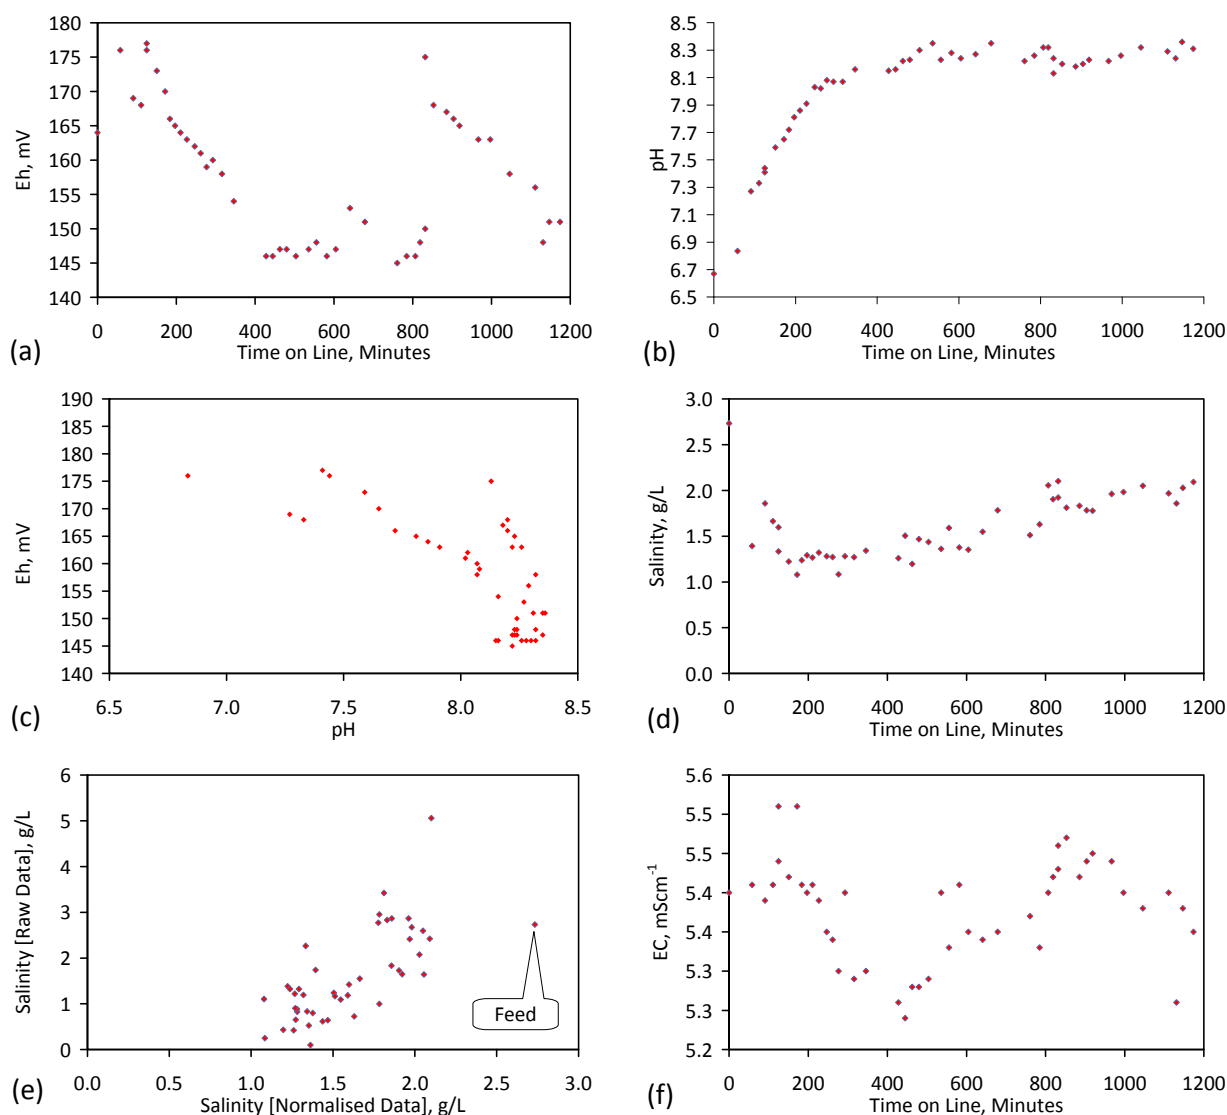 180
175
170
165
160
155
150
145
140
Eh, mV
0 200 400 600 800 1000 1200
Time on Line, Minutes
(a)
8.5
8.3
8.1
7.9
7.7
7.5
7.3
7.1
6.9
6.7
6.5
pH
0 200 400 600 800 1000 1200
Time on Line, Minutes
(b)
190
185
180
175
170
165
160
155
150
145
140
Eh, mV
6.5 7.0 7.5 8.0 8.5
pH
(c)
3.0
2.5
2.0
1.5
1.0
0.5
0.0
Salinity, g/L
0 200 400 600 800 1000 1200
Time on Line, Minutes
(d)
6
5
4
3
2
1
0
Salinity [Raw Data], g/L
Feed
0.0 0.5 1.0 1.5 2.0 2.5 3.0
Salinity [Normalised Data], g/L
(e)
5.6
5.5
5.5
5.4
5.4
5.3
5.3
5.2
EC, mScm⁻¹
0 200 400 600 800 1000 1200
Time on Line, Minutes
(f)